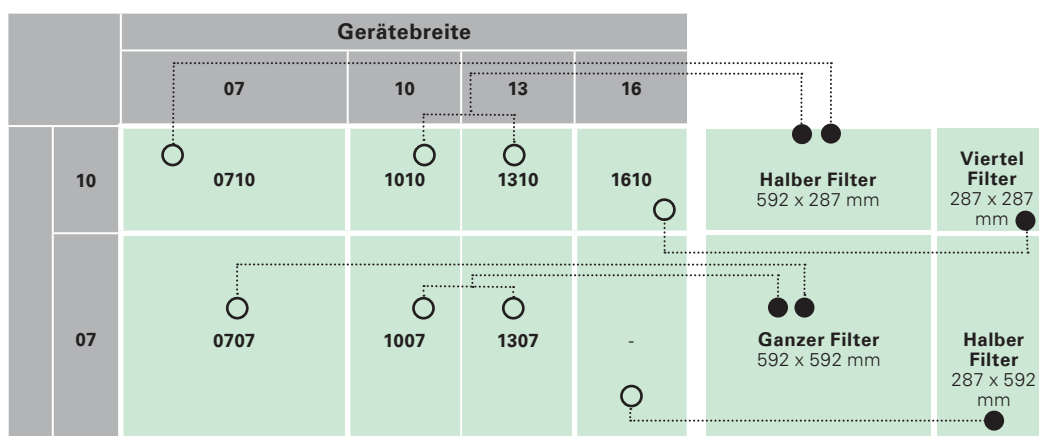 Gerätebreite
07 10 13 16
10 0710 1010 1310 1610
Halber Filter
592 x 287 mm
Viertel
Filter
287 x 287
mm
07 0707 1007 1307 -
Ganzer Filter
592 x 592 mm
Halber
Filter
287 x 592
mm